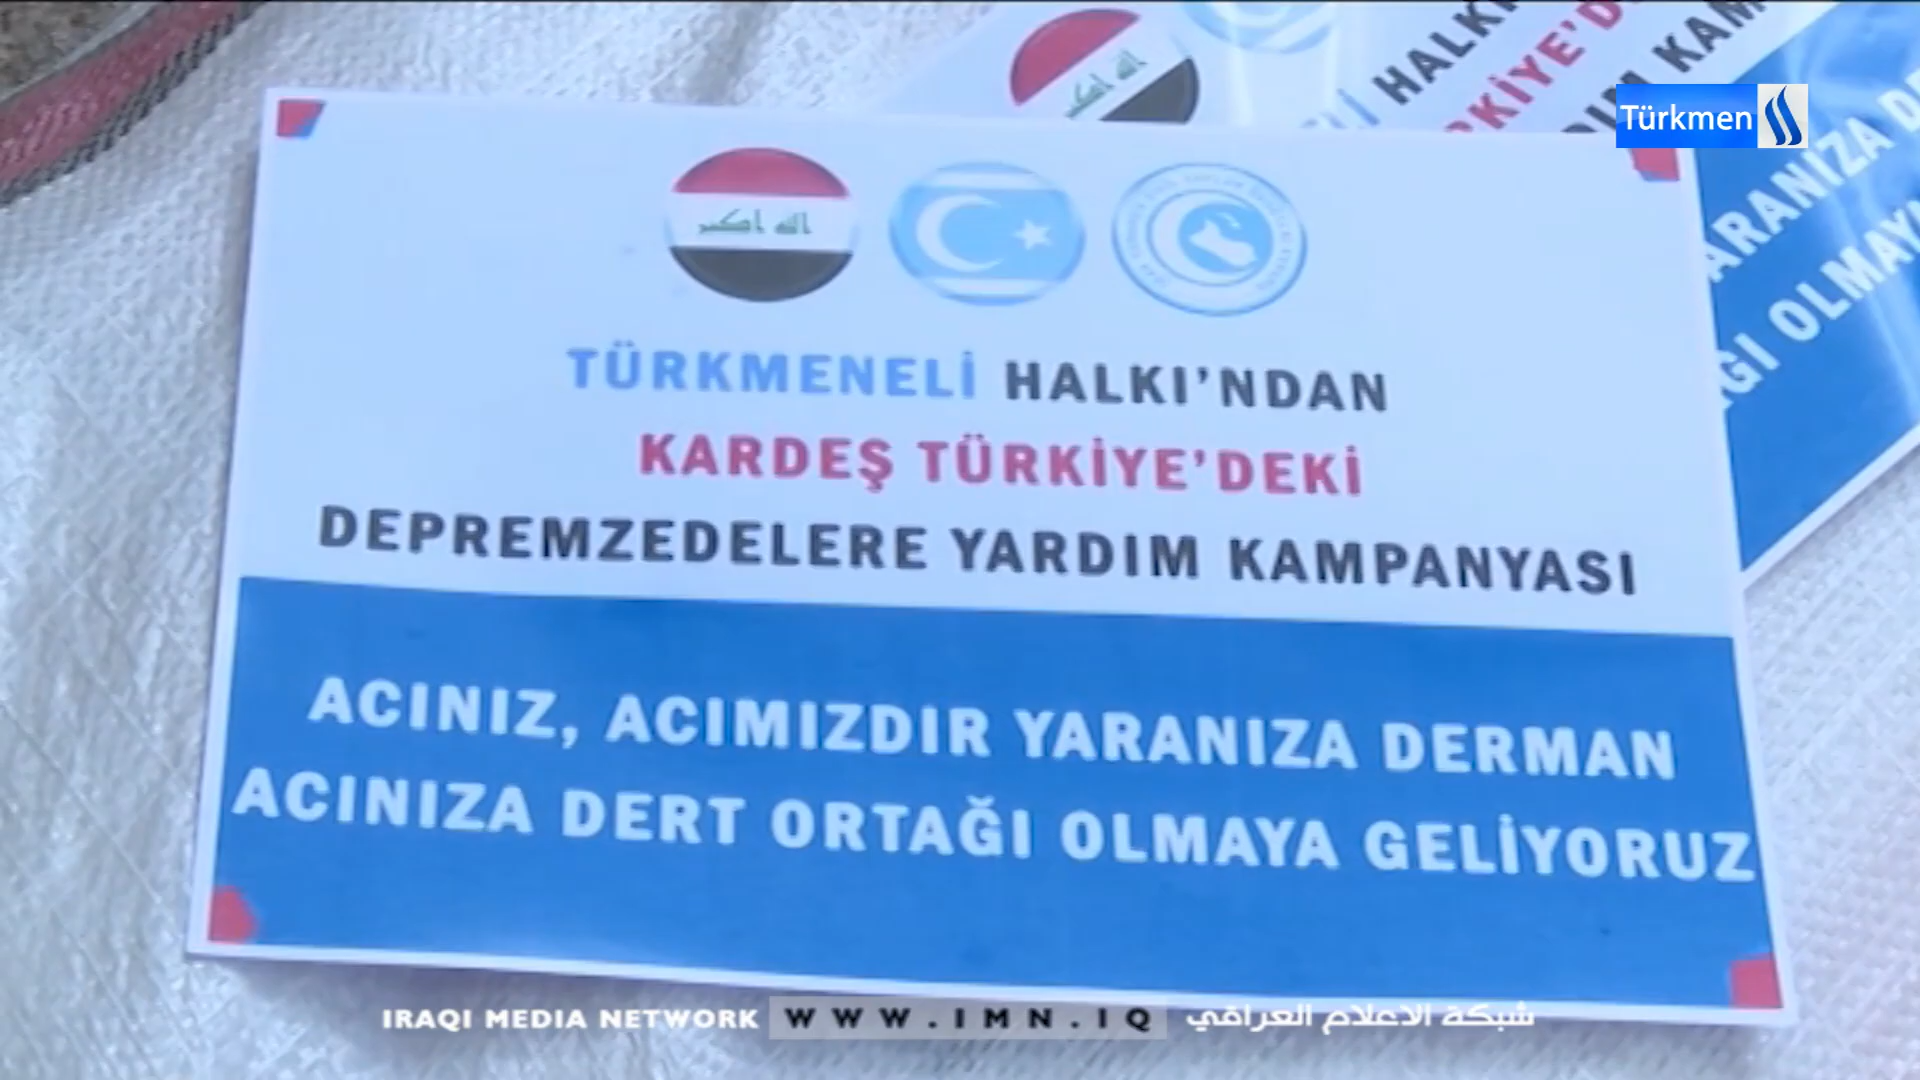 HALKI
Türkmen
TÜRKMENELİ HALKI'NDAN
KARDEŞ TÜRKİYE'DEKİ
DEPREMZEDELERE YARDIM KAMPANYASI
ACINIZ, ACIMIZDIR YARANIZA DERMAN
ACINIZA DERT ORTAĞI OLMAYA GELİYORUZ
الله اكبر
IRAQI MEDIA NETWORK WWW.IMN.IQ شبكة الاعلام العراقي